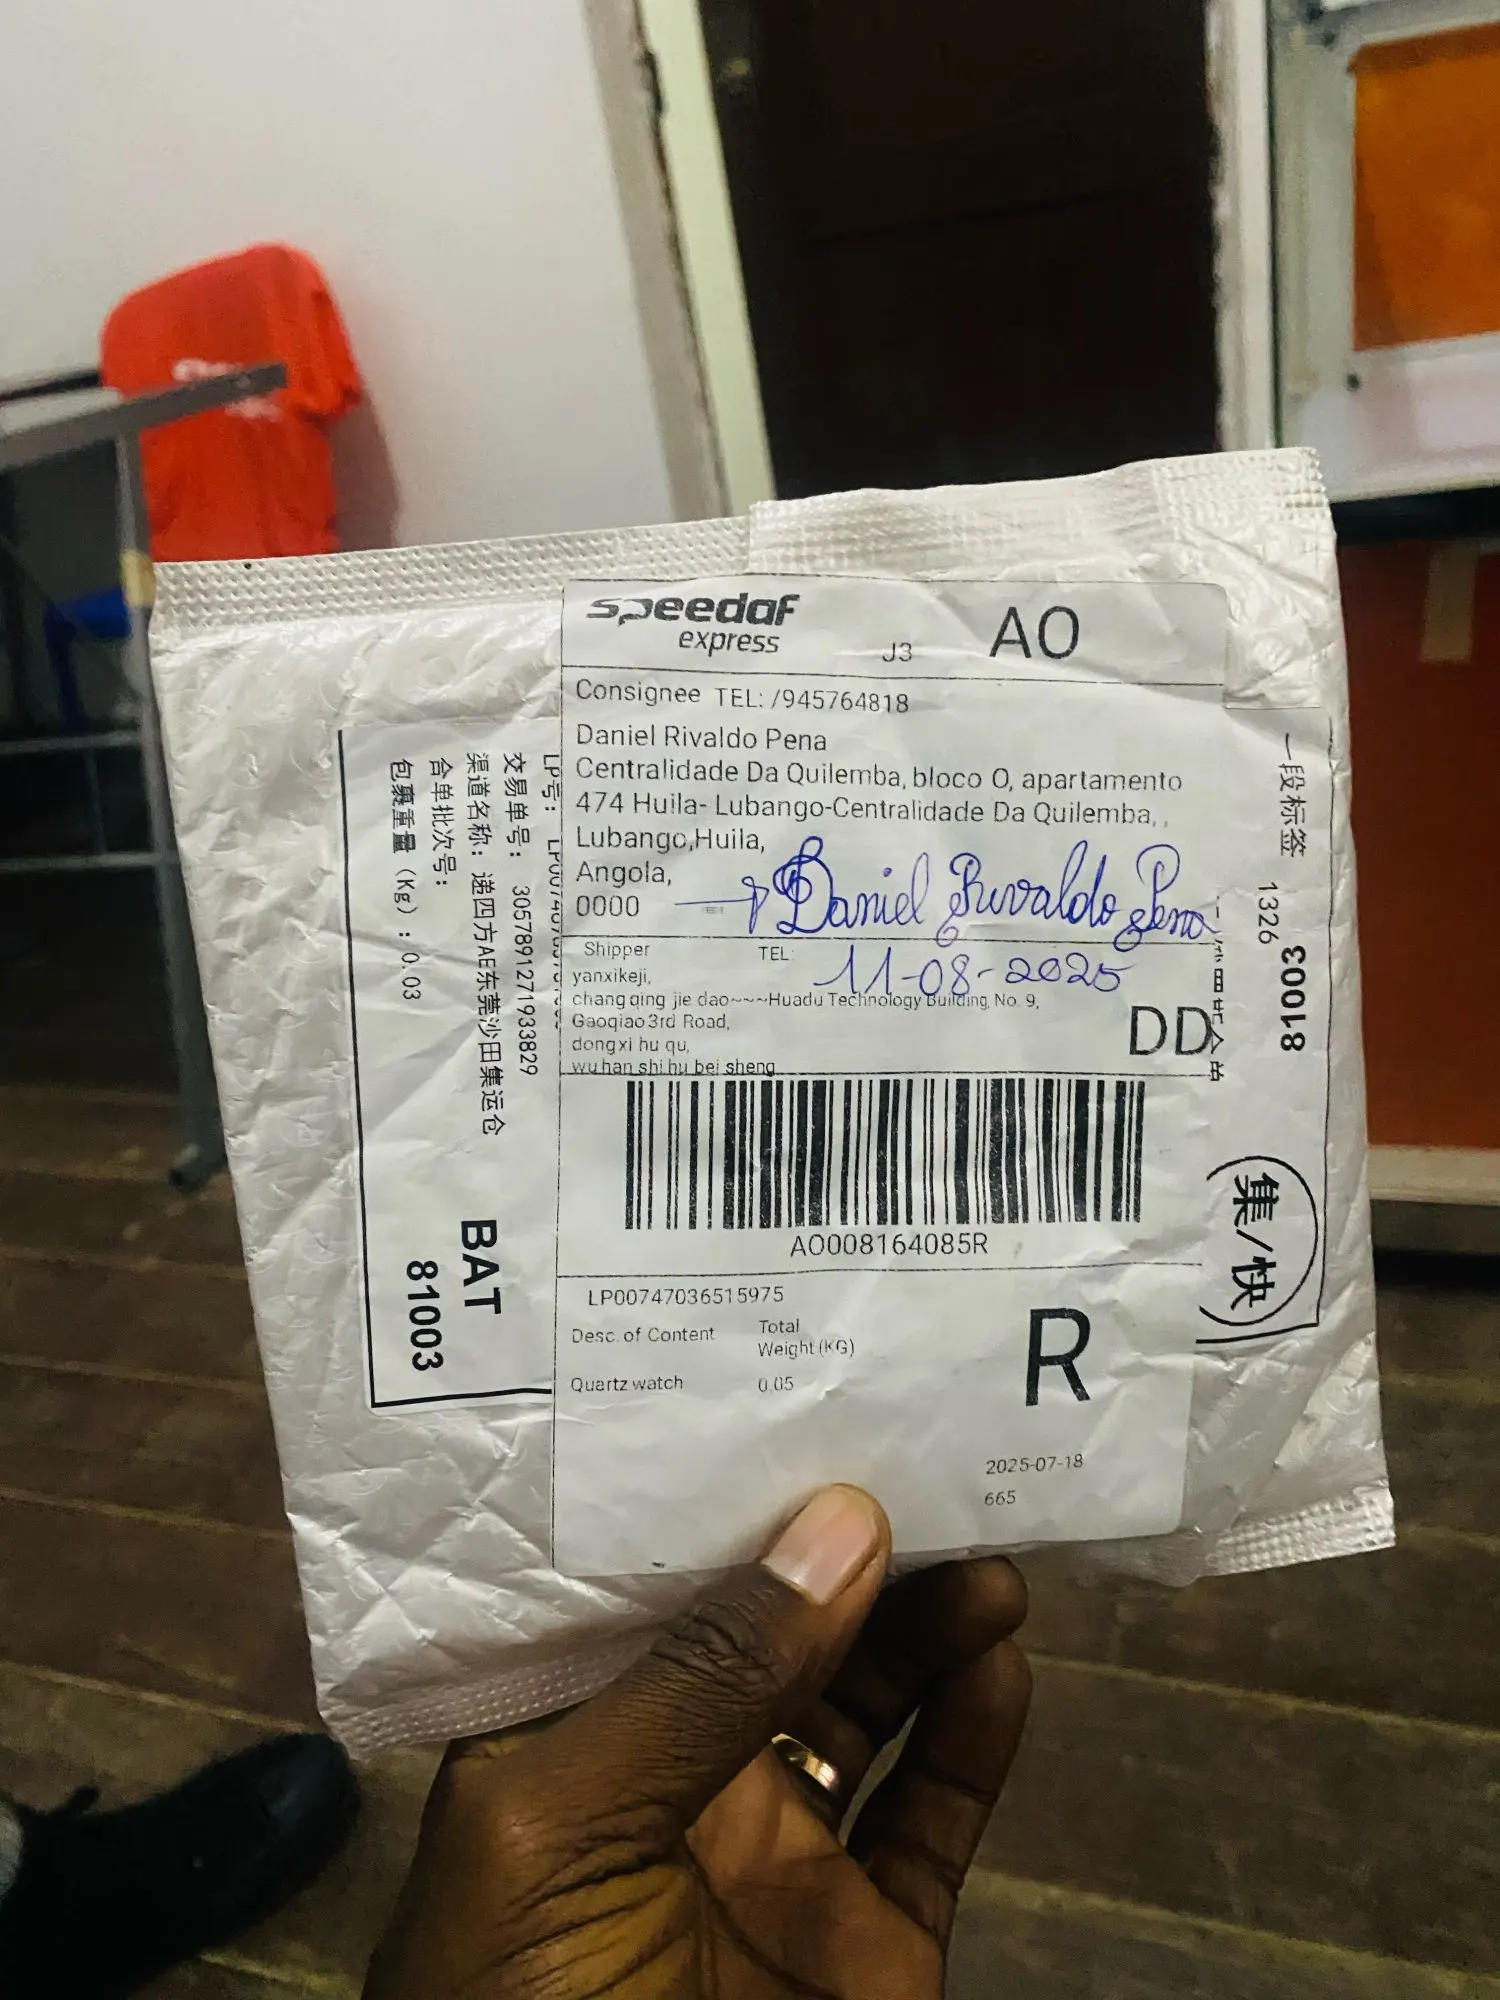 speedaf
express
J3
AO
Consignee TEL: /945764818
Daniel Rivaldo Pena
Centralidade Da Quilemba, bloco O, apartamento
474 Huila- Lubango-Centralidade Da Quilemba, ,
Lubango,Huila,
Angola,
0000
Daniel Rivaldo Pena
11-08-2025
Shipper TEL:
yanxikeji,
chang qing jie dao~~~Huadu Technology Building, No. 9,
Gaoqiao 3rd Road,
dongxi hu qu,
wu han shi hu bei sheng
DD
AO008164085R
LP00747036515975
Desc. of Content Total Weight (KG)
Quartz watch 0.05
R
2025-07-18
665
LP号:
交易单号: 3057891271933829
渠道名称: 递四方AE东莞沙田集运仓
合单批次号:
包裹重量 (Kg) : 0.03
BAT
81003
一段标签 1326
81003
集/快